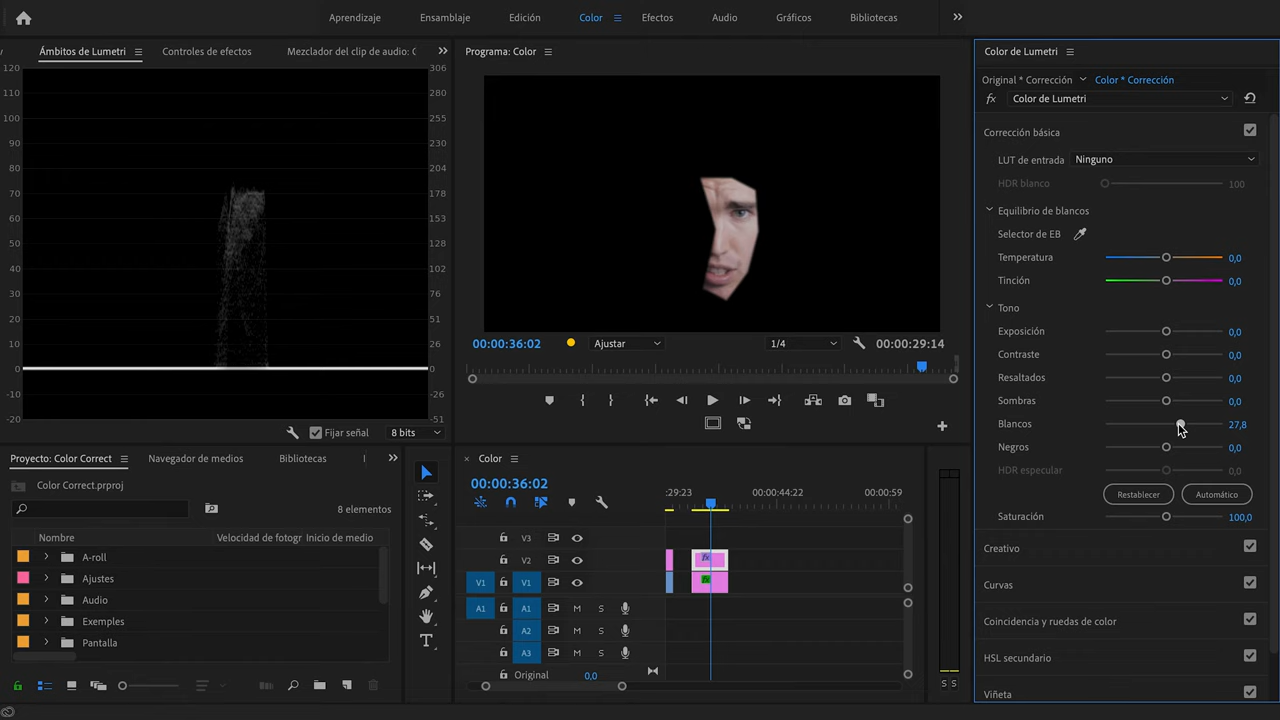 Aprendizaje Ensamblaje Edición Color Efectos Audio Gráficos Bibliotecas
Ámbitos de Lumetri Controles de efectos Mezclador del clip de audio: C
120 306
110 280
100 255
90 229
80 204
70 178
60 153
50 127
40 102
30 76
20 51
10 26
0 0
-10 -26
-20 -51
Fijar señal 8 bits
Programa: Color
00:00:36:02 Ajustar 1/4 00:00:29:14
Color de Lumetri
Original * Corrección Color * Corrección
fx Color de Lumetri
Corrección básica
LUT de entrada Ninguno
HDR blanco 100
Equilibrio de blancos
Selector de EB
Temperatura 0,0
Tinción 0,0
Tono
Exposición 0,0
Contraste 0,0
Resaltados 0,0
Sombras 0,0
Blancos 27,8
Negros 0,0
HDR especular 0,0
Restablecer Automático
Saturación 100,0
Creativo
Curvas
Coincidencia y ruedas de color
HSL secundario
Viñeta
Proyecto: Color Correct Navegador de medios Bibliotecas
Color Correct.prproj
8 elementos
Nombre Velocidad de fotogr Inicio de medio
A-roll
Ajustes
Audio
Exemples
Pantalla
Color
00:00:36:02
:29:23 00:00:44:22 00:00:59
V3
V2 fx
V1 V1 fx
A1 A1 M S
A2 M S
A3 M S
Original 0,0
S S